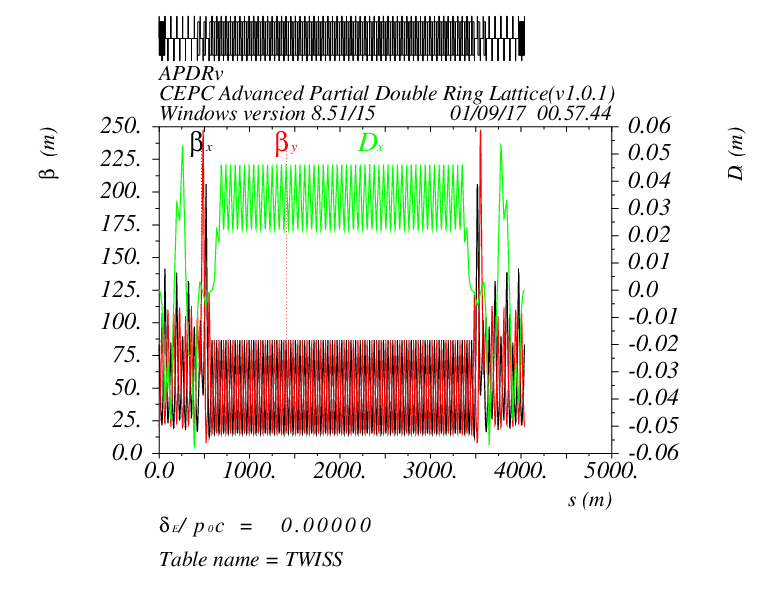 APDRv
CEPC Advanced Partial Double Ring Lattice(v1.0.1)
Windows version 8.51/15 01/09/17 00.57.44
β (m)
250.
225.
200.
175.
150.
125.
100.
75.
50.
25.
0.0
βx βy Dx
0.06
0.05
0.04
0.03
0.02
0.01
0.0
-0.01
-0.02
-0.03
-0.04
-0.05
-0.06
D (m)
0.0 1000. 2000. 3000. 4000. 5000.
s (m)
δE/p0c = 0.00000
Table name = TWISS